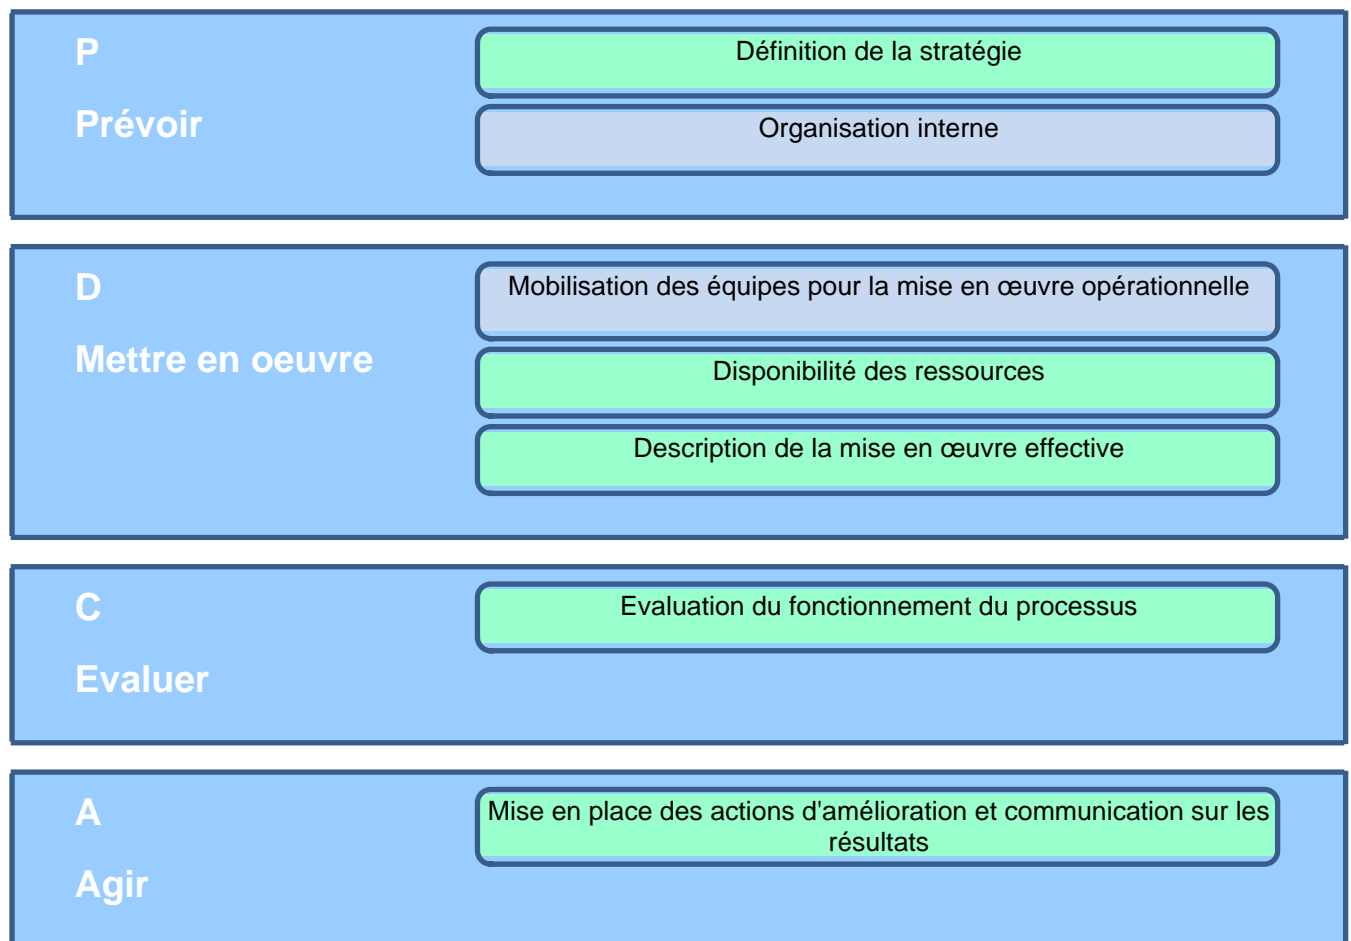 P
Prévoir
Définition de la stratégie
Organisation interne
D
Mettre en oeuvre
Mobilisation des équipes pour la mise en œuvre opérationnelle
Disponibilité des ressources
Description de la mise en œuvre effective
C
Evaluer
Evaluation du fonctionnement du processus
A
Agir
Mise en place des actions d'amélioration et communication sur les
résultats